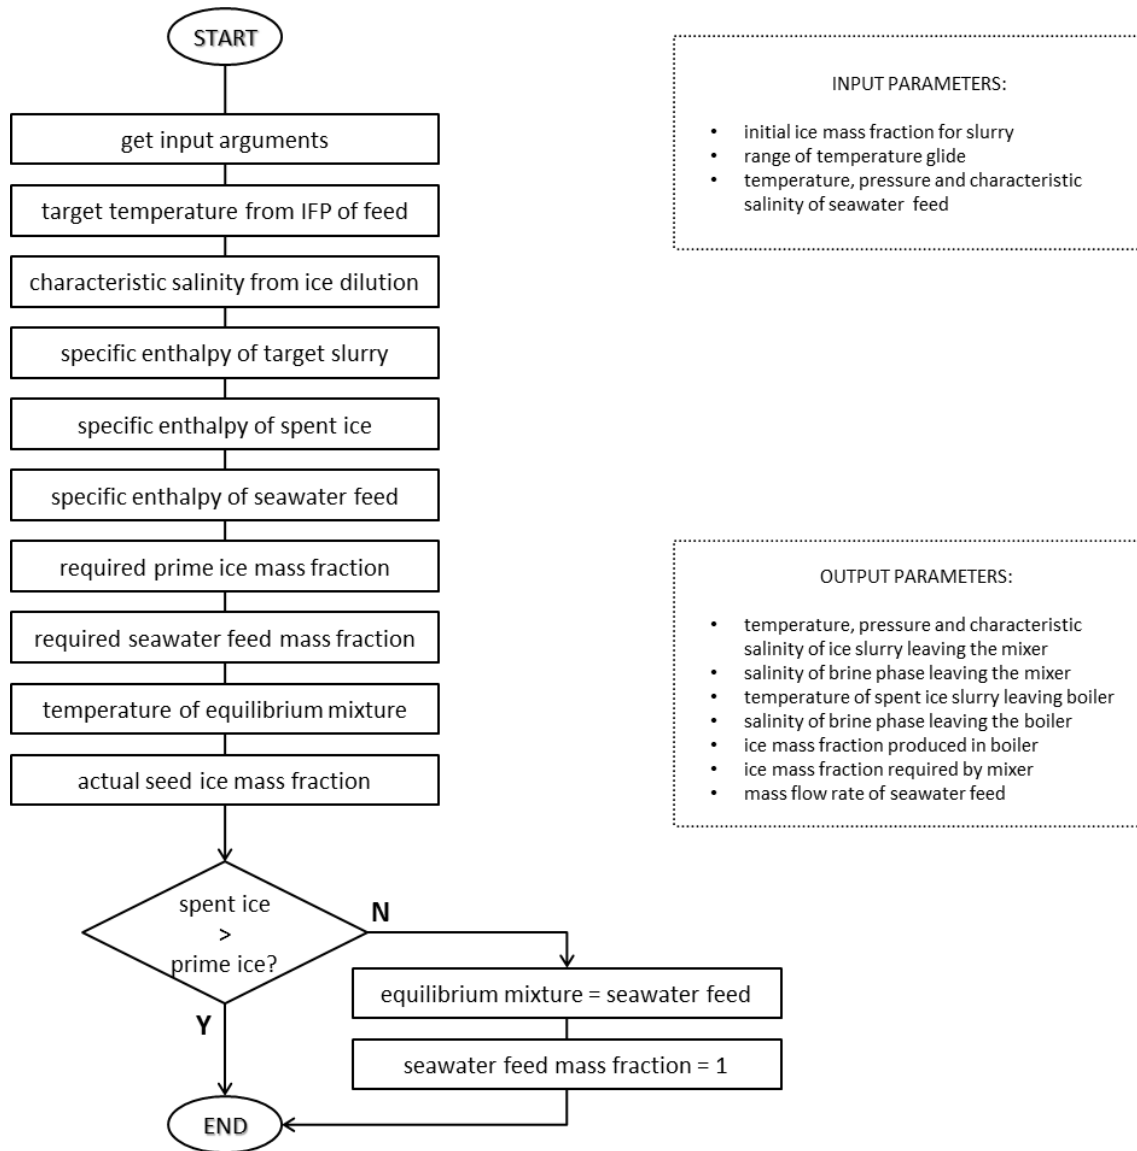 START
get input arguments
target temperature from IFP of feed
characteristic salinity from ice dilution
specific enthalpy of target slurry
specific enthalpy of spent ice
specific enthalpy of seawater feed
required prime ice mass fraction
required seawater feed mass fraction
temperature of equilibrium mixture
actual seed ice mass fraction
spent ice
>
prime ice?
N
Y
equilibrium mixture = seawater feed
seawater feed mass fraction = 1
END
INPUT PARAMETERS:
• initial ice mass fraction for slurry
• range of temperature glide
• temperature, pressure and characteristic
salinity of seawater feed
OUTPUT PARAMETERS:
• temperature, pressure and characteristic
salinity of ice slurry leaving the mixer
• salinity of brine phase leaving the mixer
• temperature of spent ice slurry leaving boiler
• salinity of brine phase leaving the boiler
• ice mass fraction produced in boiler
• ice mass fraction required by mixer
• mass flow rate of seawater feed